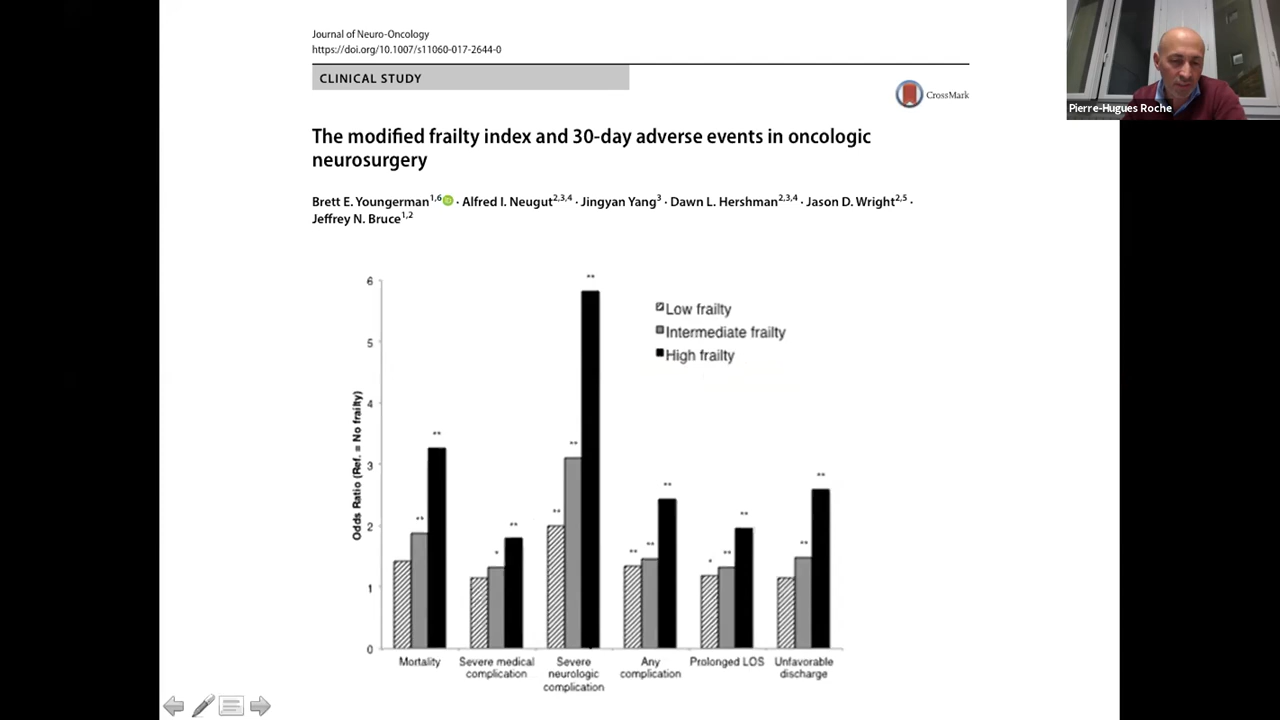 Journal of Neuro-Oncology
https://doi.org/10.1007/s11060-017-2644-0
CLINICAL STUDY
CrossMark
The modified frailty index and 30-day adverse events in oncologic
neurosurgery
Brett E. Youngerman1,6 · Alfred I. Neugut2,3,4 · Jingyan Yang3 · Dawn L. Hershman2,3,4 · Jason D. Wright2,5 ·
Jeffrey N. Bruce1,2
Pierre-Hugues Roche
Odds Ratio (Ref. = No frailty)
6
5
4
3
2
1
0
**
**
*
**
**
**
**
**
**
**
*
**
**
**
**
Low frailty
Intermediate frailty
High frailty
Mortality
Severe medical
complication
Severe
neurologic
complication
Any
complication
Prolonged LOS
Unfavorable
discharge